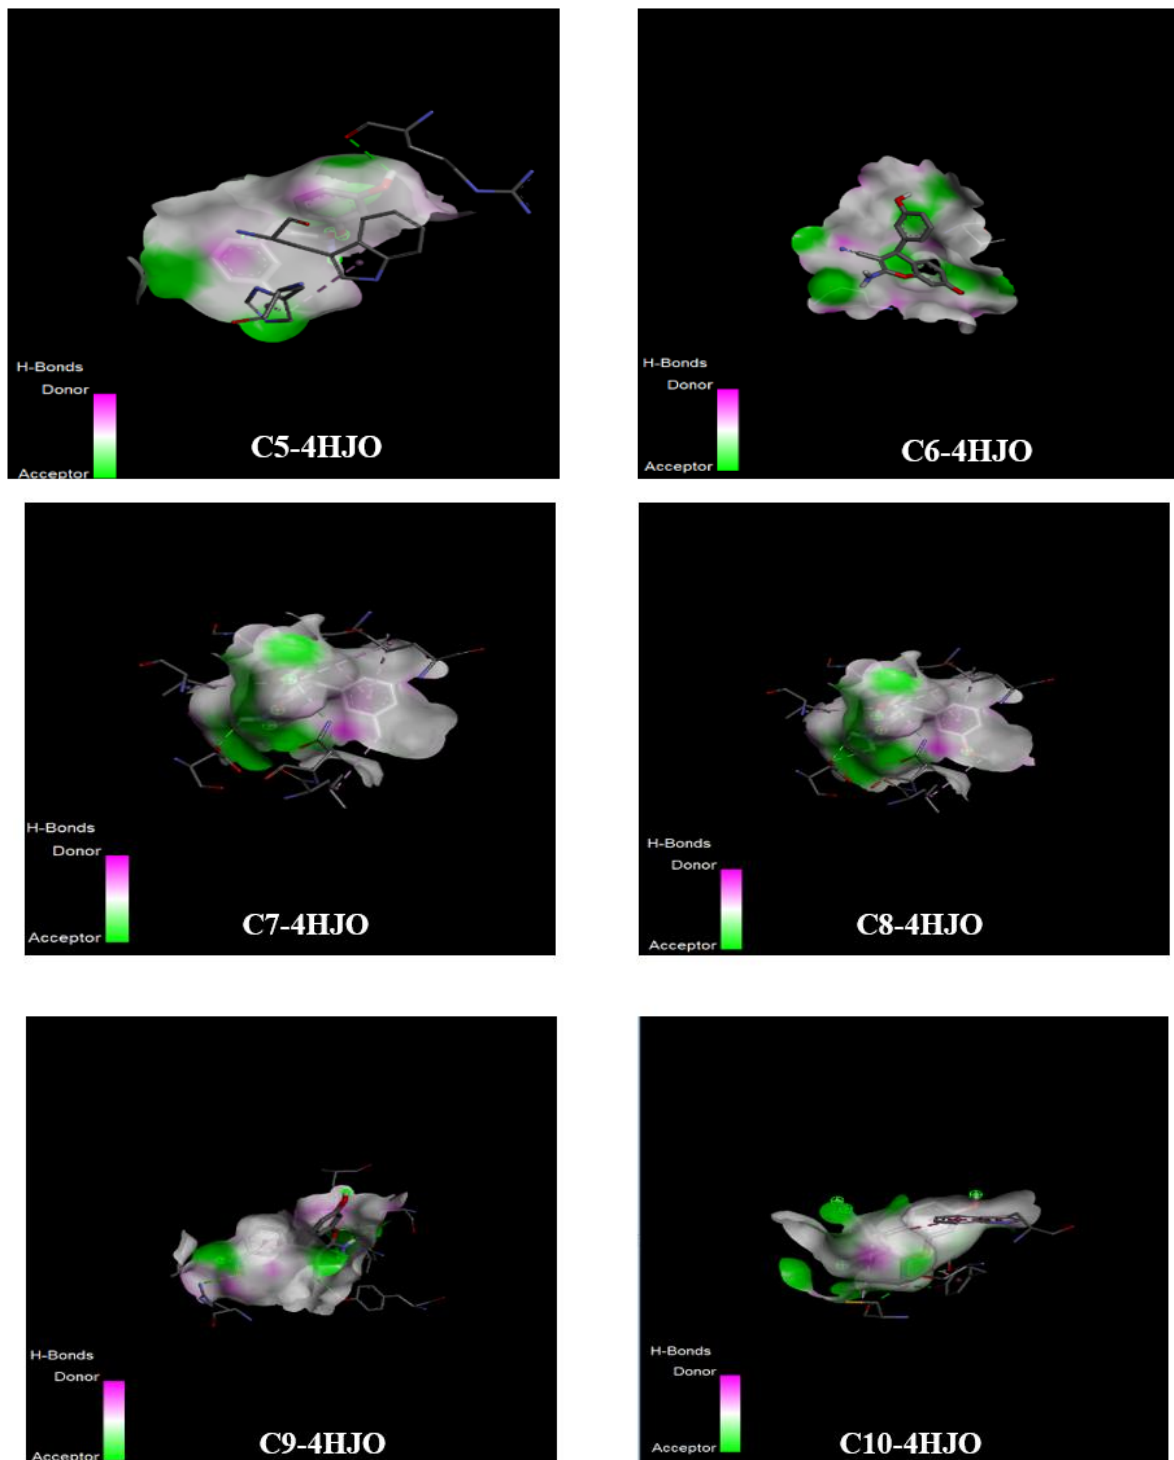 H-Bonds
Donor
Acceptor
C5-4HJO
H-Bonds
Donor
Acceptor
C6-4HJO
H-Bonds
Donor
Acceptor
C7-4HJO
H-Bonds
Donor
Acceptor
C8-4HJO
H-Bonds
Donor
Acceptor
C9-4HJO
H-Bonds
Donor
Acceptor
C10-4HJO